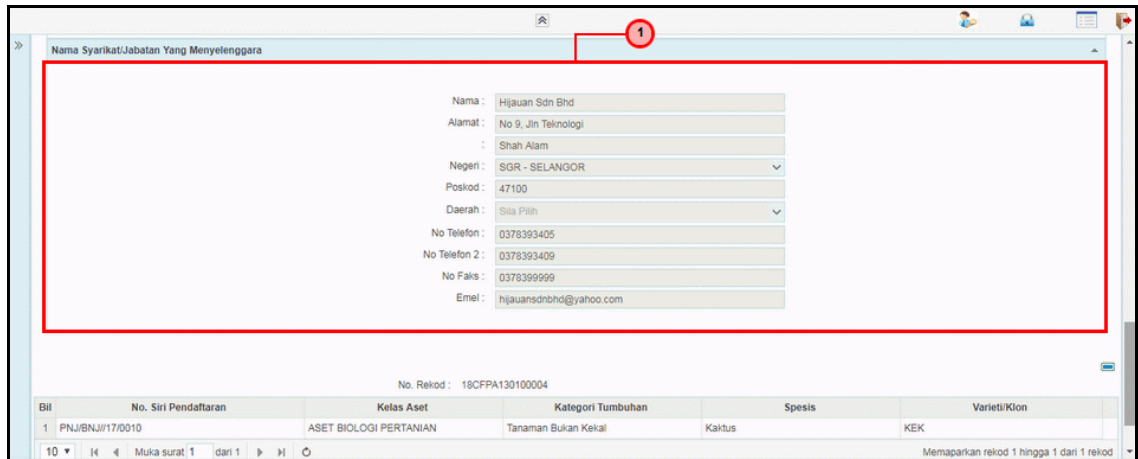 1
Nama Syarikat/Jabatan Yang Menyelenggara
Nama : Hijauan Sdn Bhd
Alamat : No 9, Jln Teknologi
: Shah Alam
Negeri : SGR - SELANGOR
Poskod : 47100
Daerah : Sila Pilih
No Telefon : 0378393405
No Telefon 2 : 0378393409
No Faks : 0378399999
Emel : hijauansdnbhd@yahoo.com
No. Rekod : 18CFPA130100004
Bil No. Siri Pendaftaran Kelas Aset Kategori Tumbuhan Spesis Varieti/Klon
1 PNJ/BNJ//17/0010 ASET BIOLOGI PERTANIAN Tanaman Bukan Kekal Kaktus KEK
10 Muka surat 1 dari 1 Memaparkan rekod 1 hingga 1 dari 1 rekod